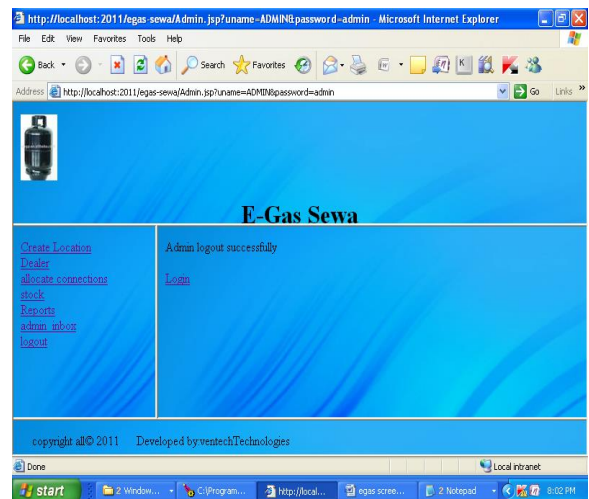 http://localhost:2011/egas-sewa/Admin.jsp?uname=ADMIN&password=admin - Microsoft Internet Explorer
File Edit View Favorites Tools Help
Back Search Favorites
Address http://localhost:2011/egas-sewa/Admin.jsp?uname=ADMIN&password=admin Go Links »
E-Gas Sewa
Create Location
Dealer
allocate connections
stock
Reports
admin inbox
logout
Admin logout successfully
Login
copyright all© 2011 Developed by:ventechTechnologies
Done Local intranet
start 2 Window... C:\Program... http://local... egas scree... 2 Notepad 8:02 PM